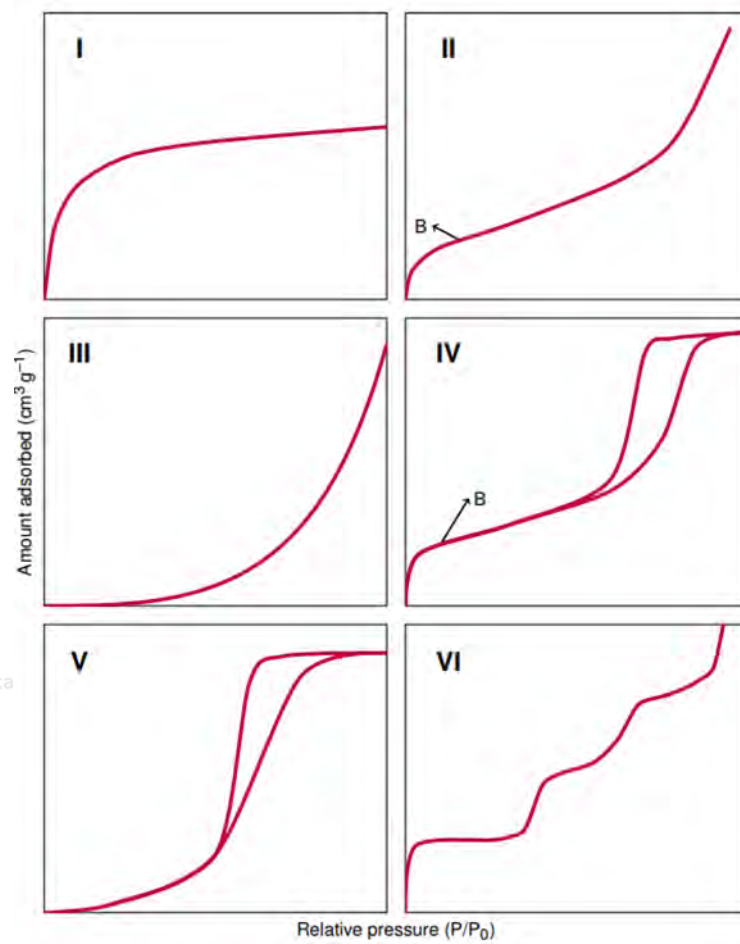 I
II
B
III
IV
B
V
VI
Amount adsorbed (cm³ g⁻¹)
Relative pressure (P/P₀)